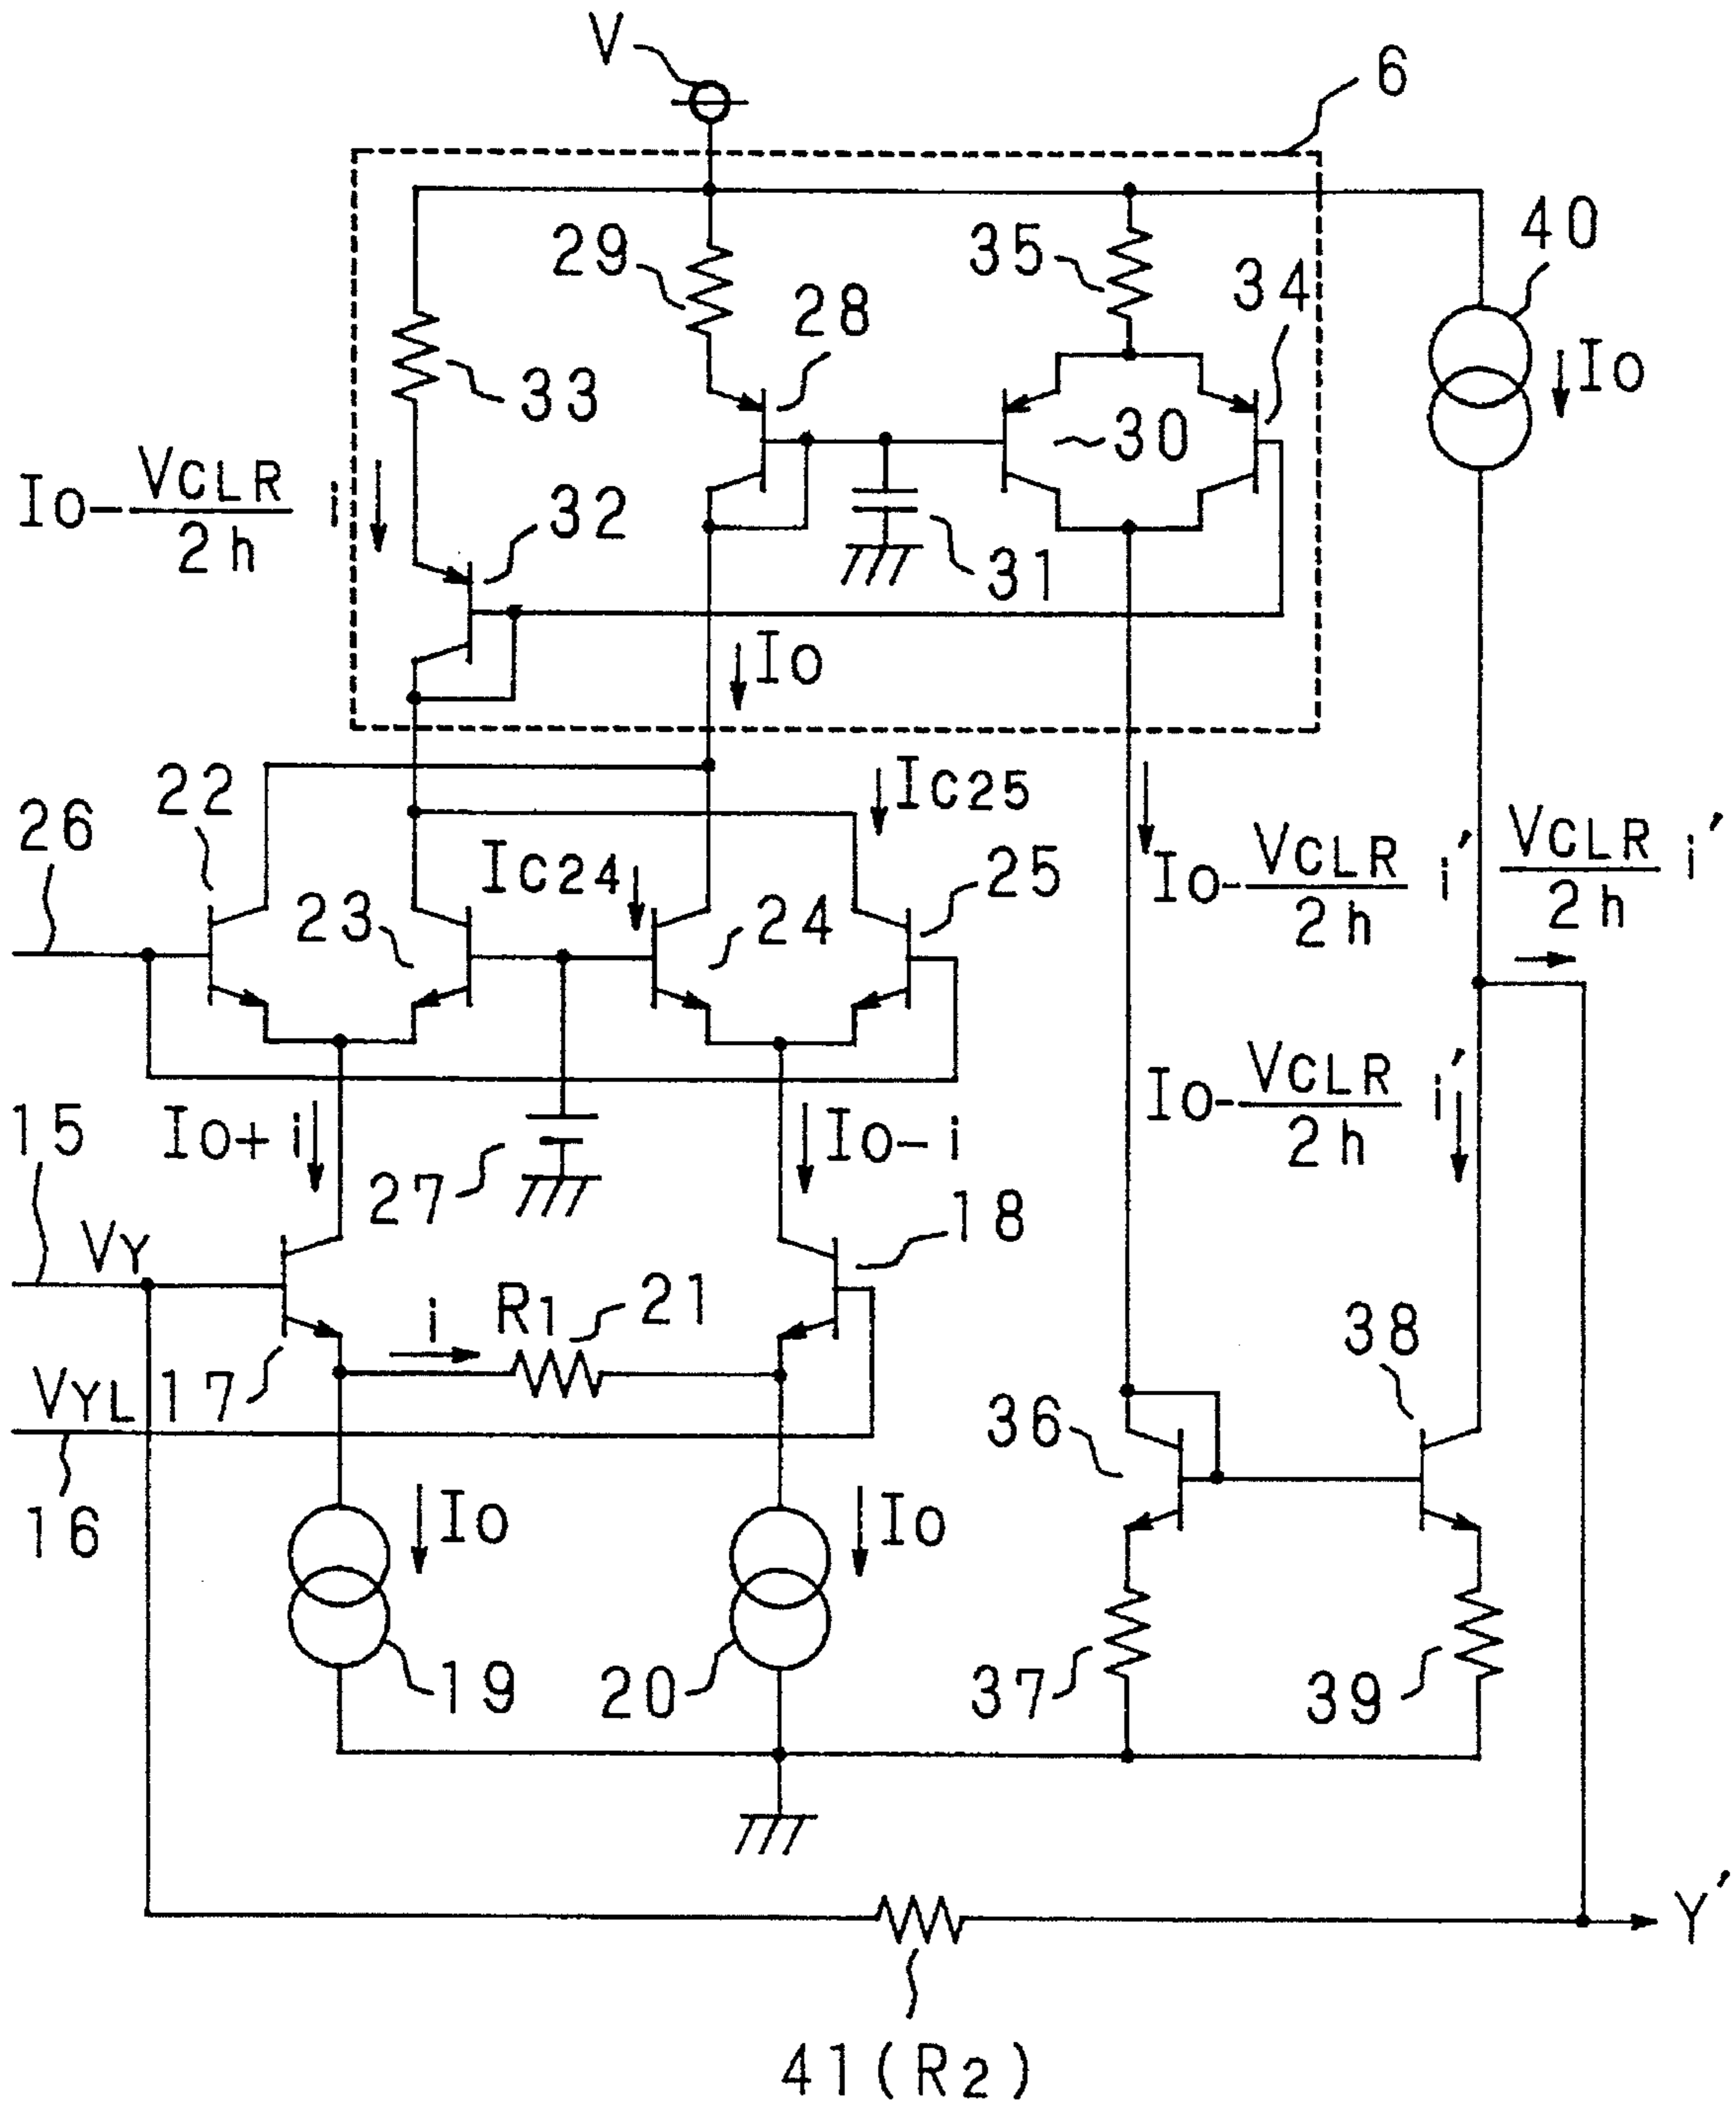 V
6
29
28
35
34
40
Io
33
30
Io-VCLR/2h i
32
31
Io
22
IC25
26
IC24
25
23
24
Io-VCLR/2h i'
VCLR/2h i'
Io-VCLR/2h i'
15
Io+i
27
Io-i
18
VY
i
R1
21
38
VYL
17
36
16
Io
Io
19
20
37
39
Y'
41(R2)